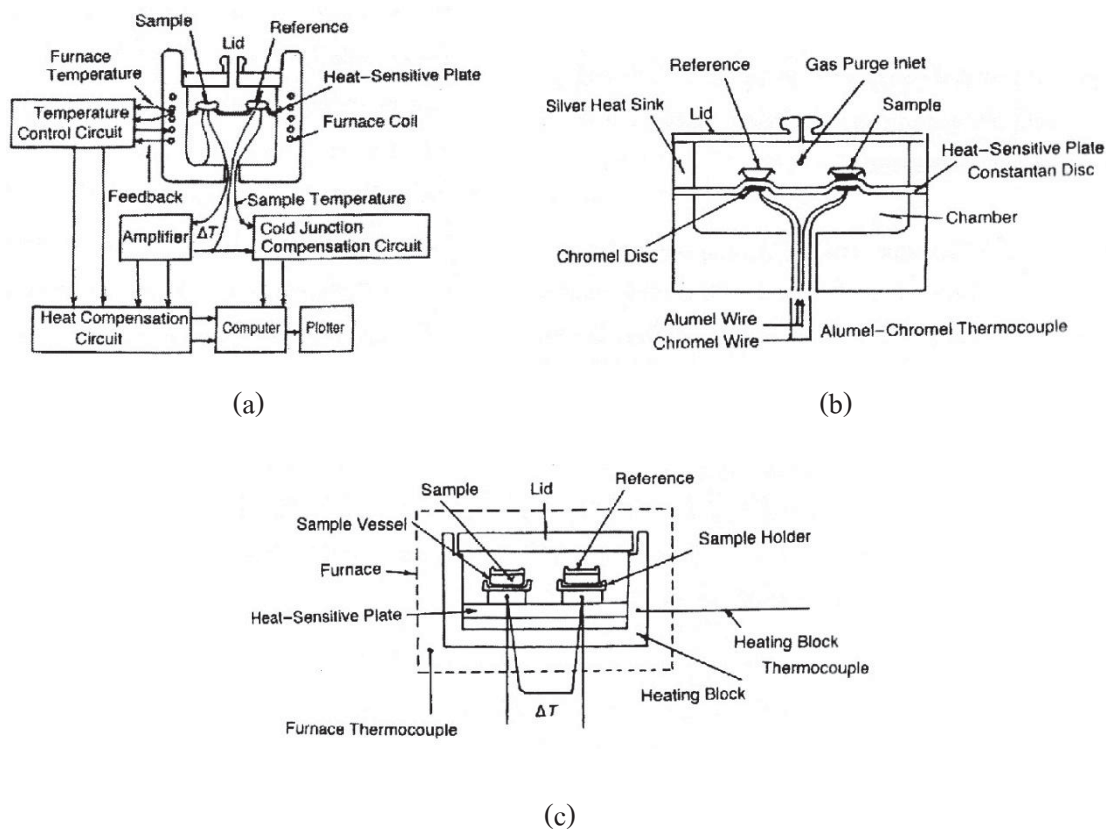 Sample
Reference
Lid
Furnace
Temperature
Heat-Sensitive Plate
Temperature
Control Circuit
Furnace Coil
Feedback
Sample Temperature
Amplifier
ΔT
Cold Junction
Compensation Circuit
Heat Compensation
Circuit
Computer
Plotter
(a)
Reference
Gas Purge Inlet
Silver Heat Sink
Lid
Sample
Heat-Sensitive Plate
Constantan Disc
Chamber
Chromel Disc
Alumel Wire
Chromel Wire
Alumel-Chromel Thermocouple
(b)
Sample
Lid
Reference
Sample Vessel
Sample Holder
Furnace
Heat-Sensitive Plate
Heating Block
Thermocouple
Heating Block
ΔT
Furnace Thermocouple
(c)